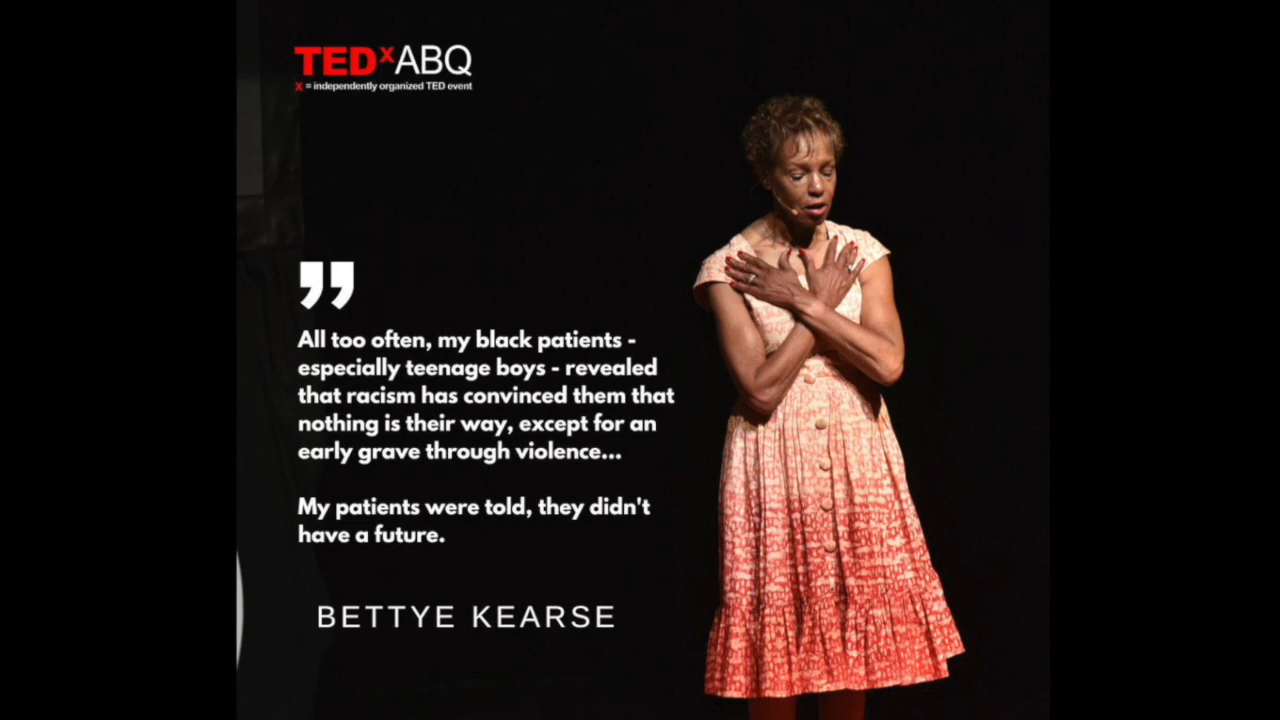 TEDxABQ
x = independently organized TED event
”
All too often, my black patients -
especially teenage boys - revealed
that racism has convinced them that
nothing is their way, except for an
early grave through violence...
My patients were told, they didn't
have a future.
BETTYE KEARSE